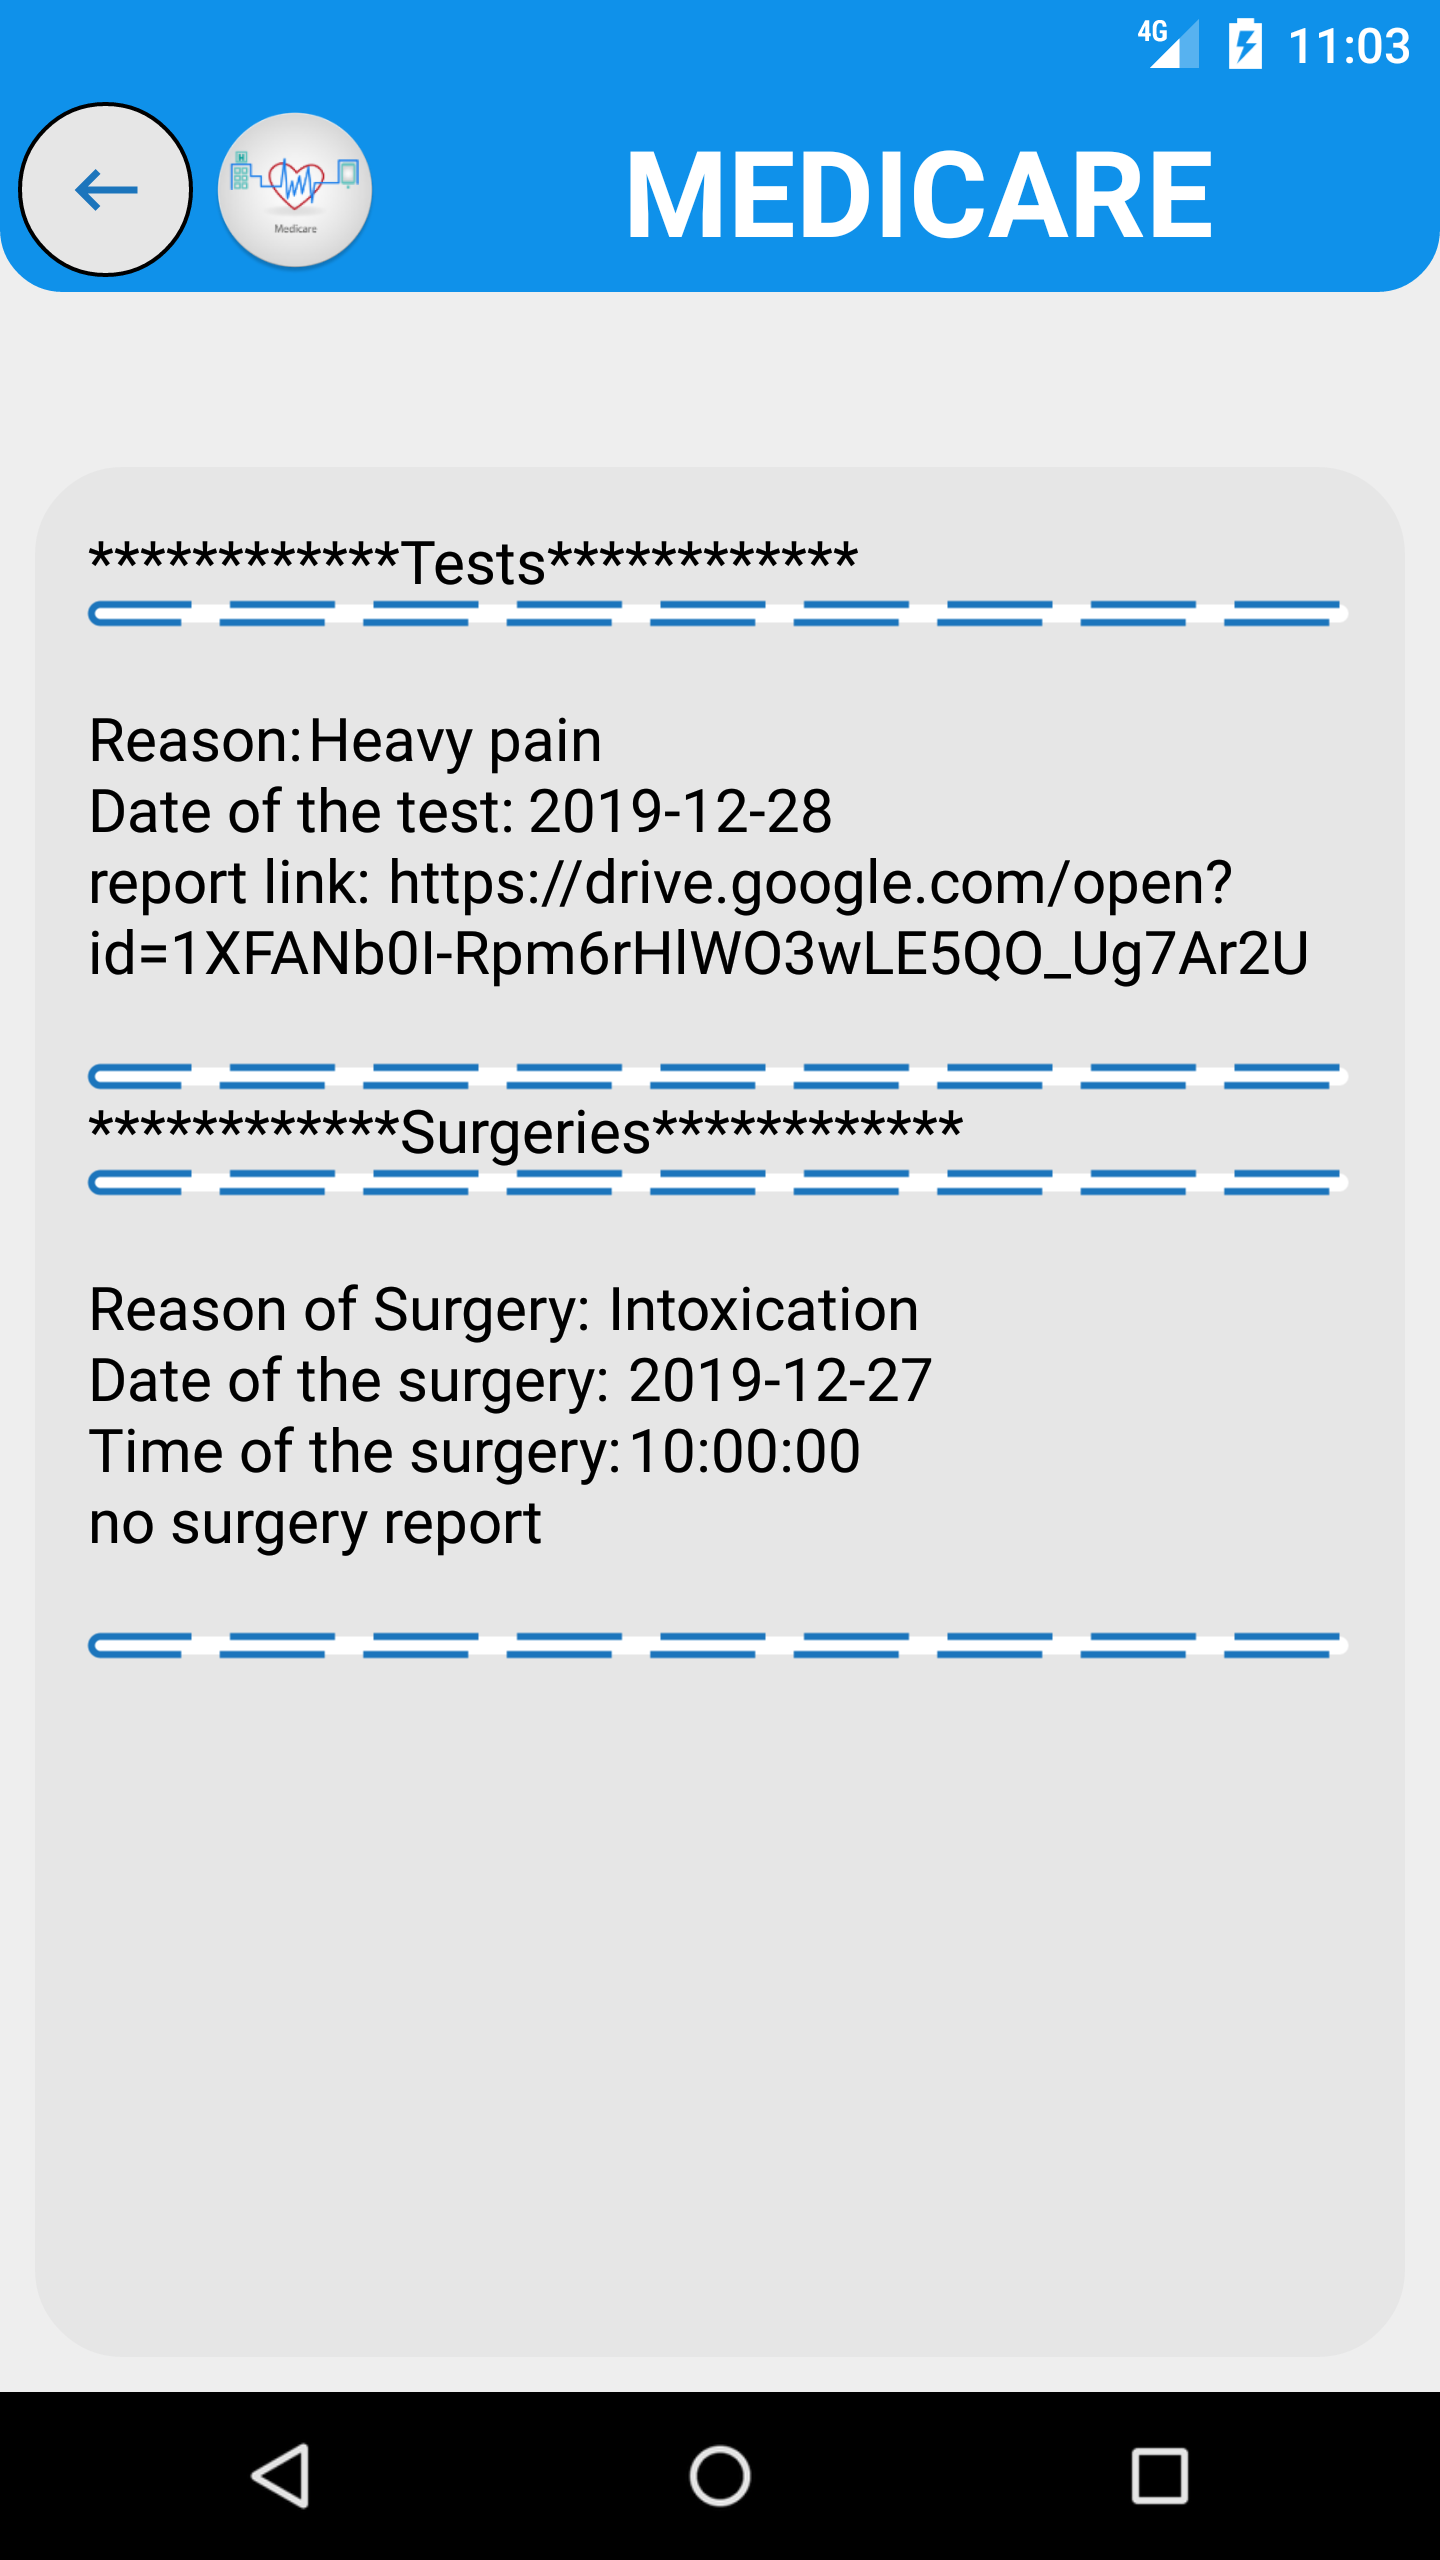 4G 11:03
H
Medicare
MEDICARE
************Tests************
Reason: Heavy pain
Date of the test: 2019-12-28
report link: https://drive.google.com/open?
id=1XFANb0I-Rpm6rHlWO3wLE5QO_Ug7Ar2U
************Surgeries************
Reason of Surgery: Intoxication
Date of the surgery: 2019-12-27
Time of the surgery: 10:00:00
no surgery report